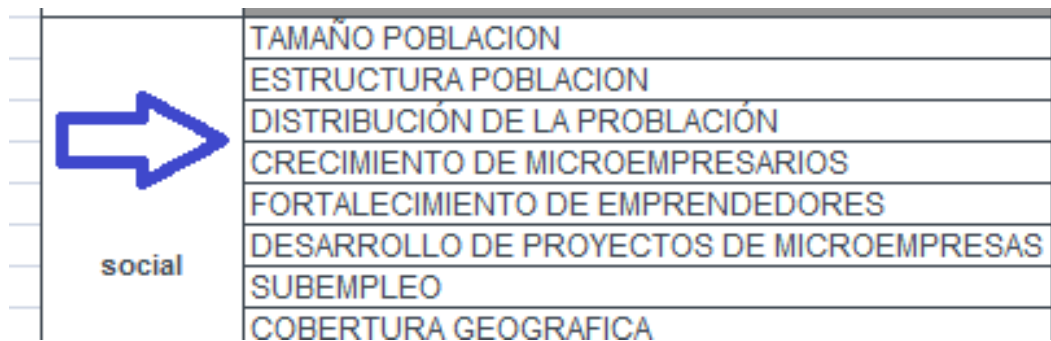 TAMAÑO POBLACION
ESTRUCTURA POBLACION
DISTRIBUCIÓN DE LA PROBLACIÓN
CRECIMIENTO DE MICROEMPRESARIOS
FORTALECIMIENTO DE EMPRENDEDORES
social
DESARROLLO DE PROYECTOS DE MICROEMPRESAS
SUBEMPLEO
COBERTURA GEOGRAFICA